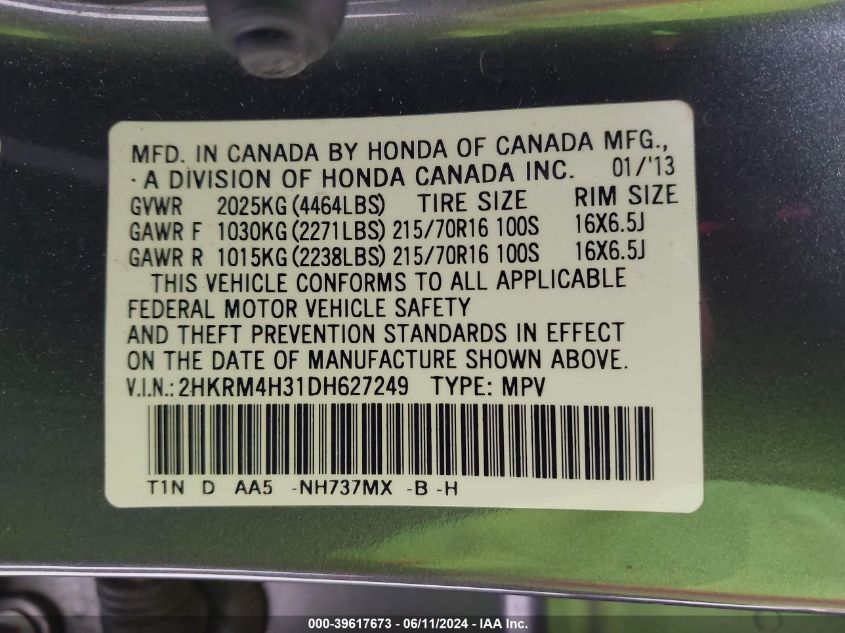 MFD. IN CANADA BY HONDA OF CANADA MFG.,
· A DIVISION OF HONDA CANADA INC. 01/'13
GVWR 2025KG (4464LBS) TIRE SIZE RIM SIZE
GAWR F 1030KG (2271LBS) 215/70R16 100S 16X6.5J
GAWR R 1015KG (2238LBS) 215/70R16 100S 16X6.5J
THIS VEHICLE CONFORMS TO ALL APPLICABLE
FEDERAL MOTOR VEHICLE SAFETY
AND THEFT PREVENTION STANDARDS IN EFFECT
ON THE DATE OF MANUFACTURE SHOWN ABOVE.
V.I.N.: 2HKRM4H31DH627249 TYPE: MPV
T1N D AA5 -NH737MX -B -H
000-39617673 - 06/11/2024 - IAA Inc.